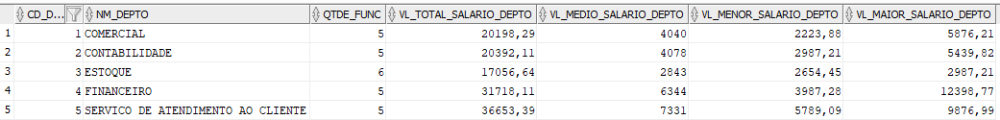 CD_D... NM_DEPTO QTDE_FUNC VL_TOTAL_SALARIO_DEPTO VL_MEDIO_SALARIO_DEPTO VL_MENOR_SALARIO_DEPTO VL_MAIOR_SALARIO_DEPTO
1 1 COMERCIAL 5 20198,29 4040 2223,88 5876,21
2 2 CONTABILIDADE 5 20392,11 4078 2987,21 5439,82
3 3 ESTOQUE 6 17056,64 2843 2654,45 2987,21
4 4 FINANCEIRO 5 31718,11 6344 3987,28 12398,77
5 5 SERVICO DE ATENDIMENTO AO CLIENTE 5 36653,39 7331 5789,09 9876,99